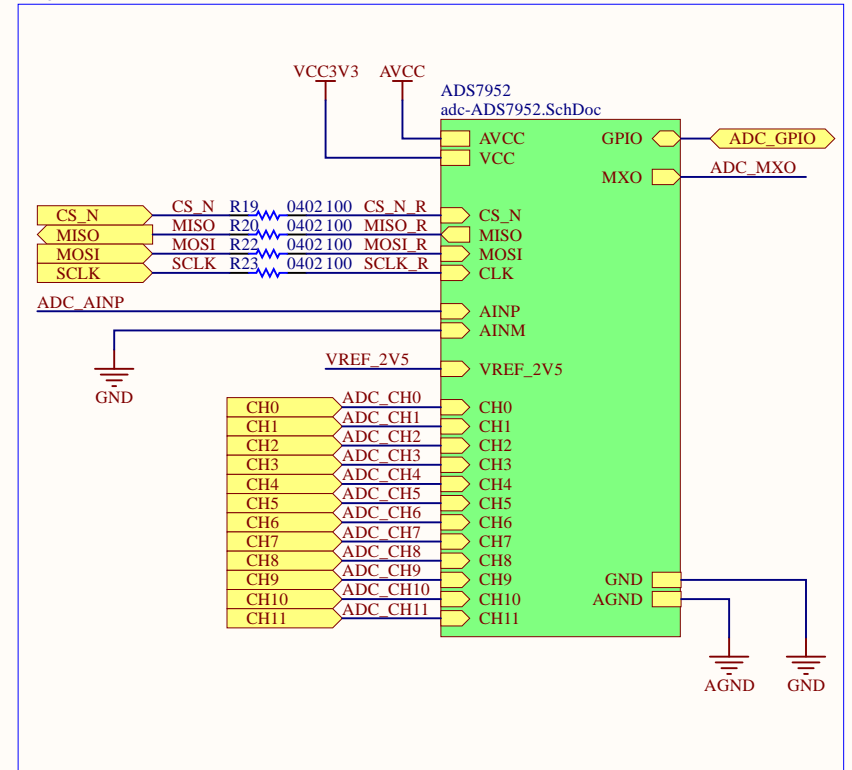 VCC3V3 AVCC
ADS7952
adc-ADS7952.SchDoc
AVCC GPIO ADC_GPIO
VCC
MXO ADC_MXO
CS_N CS_N R19 0402 100 CS_N_R CS_N
MISO MISO R20 0402 100 MISO_R MISO
MOSI MOSI R22 0402 100 MOSI_R MOSI
SCLK SCLK R23 0402 100 SCLK_R CLK
ADC_AINP AINP
AINM
GND
VREF_2V5 VREF_2V5
CH0 ADC_CH0 CH0
CH1 ADC_CH1 CH1
CH2 ADC_CH2 CH2
CH3 ADC_CH3 CH3
CH4 ADC_CH4 CH4
CH5 ADC_CH5 CH5
CH6 ADC_CH6 CH6
CH7 ADC_CH7 CH7
CH8 ADC_CH8 CH8
CH9 ADC_CH9 CH9 GND
CH10 ADC_CH10 CH10 AGND
CH11 ADC_CH11 CH11
AGND GND